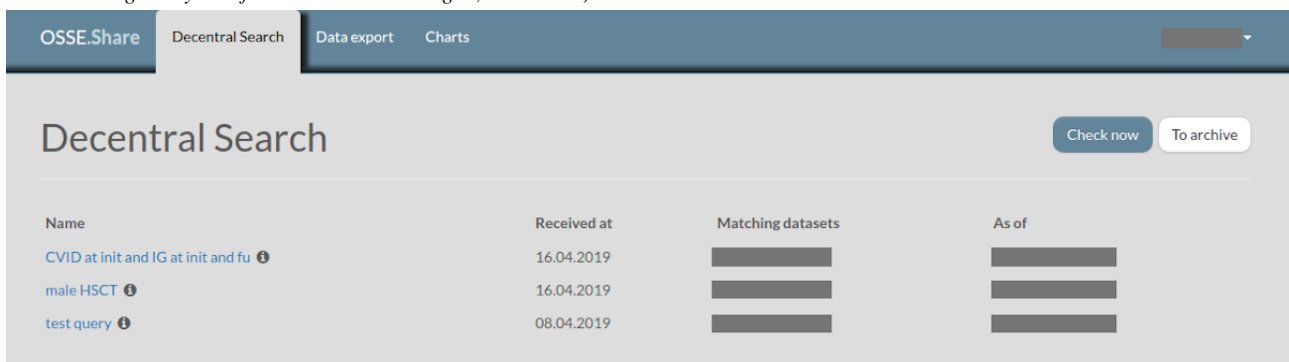 OSSE.Share Decentral Search Data export Charts
Decentral Search
Check now To archive
Name Received at Matching datasets As of
CVID at init and IG at init and fu
16.04.2019
male HSCT
16.04.2019
test query
08.04.2019